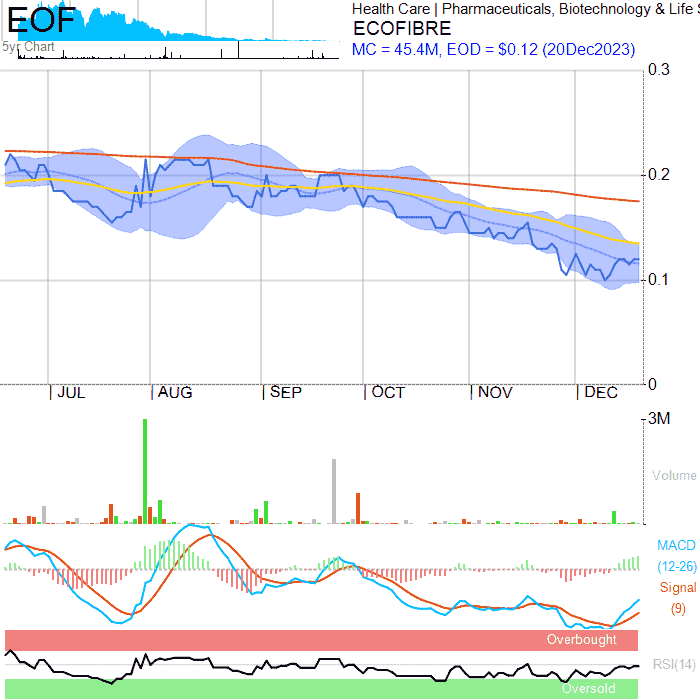 EOF
5yr Chart
Health Care | Pharmaceuticals, Biotechnology & Life S
ECOFIBRE
MC = 45.4M, EOD = $0.12 (20Dec2023)
0.3
0.2
0.1
0
JUL AUG SEP OCT NOV DEC
3M
Volume
MACD
(12-26)
Signal
(9)
Overbought
RSI(14)
Oversold